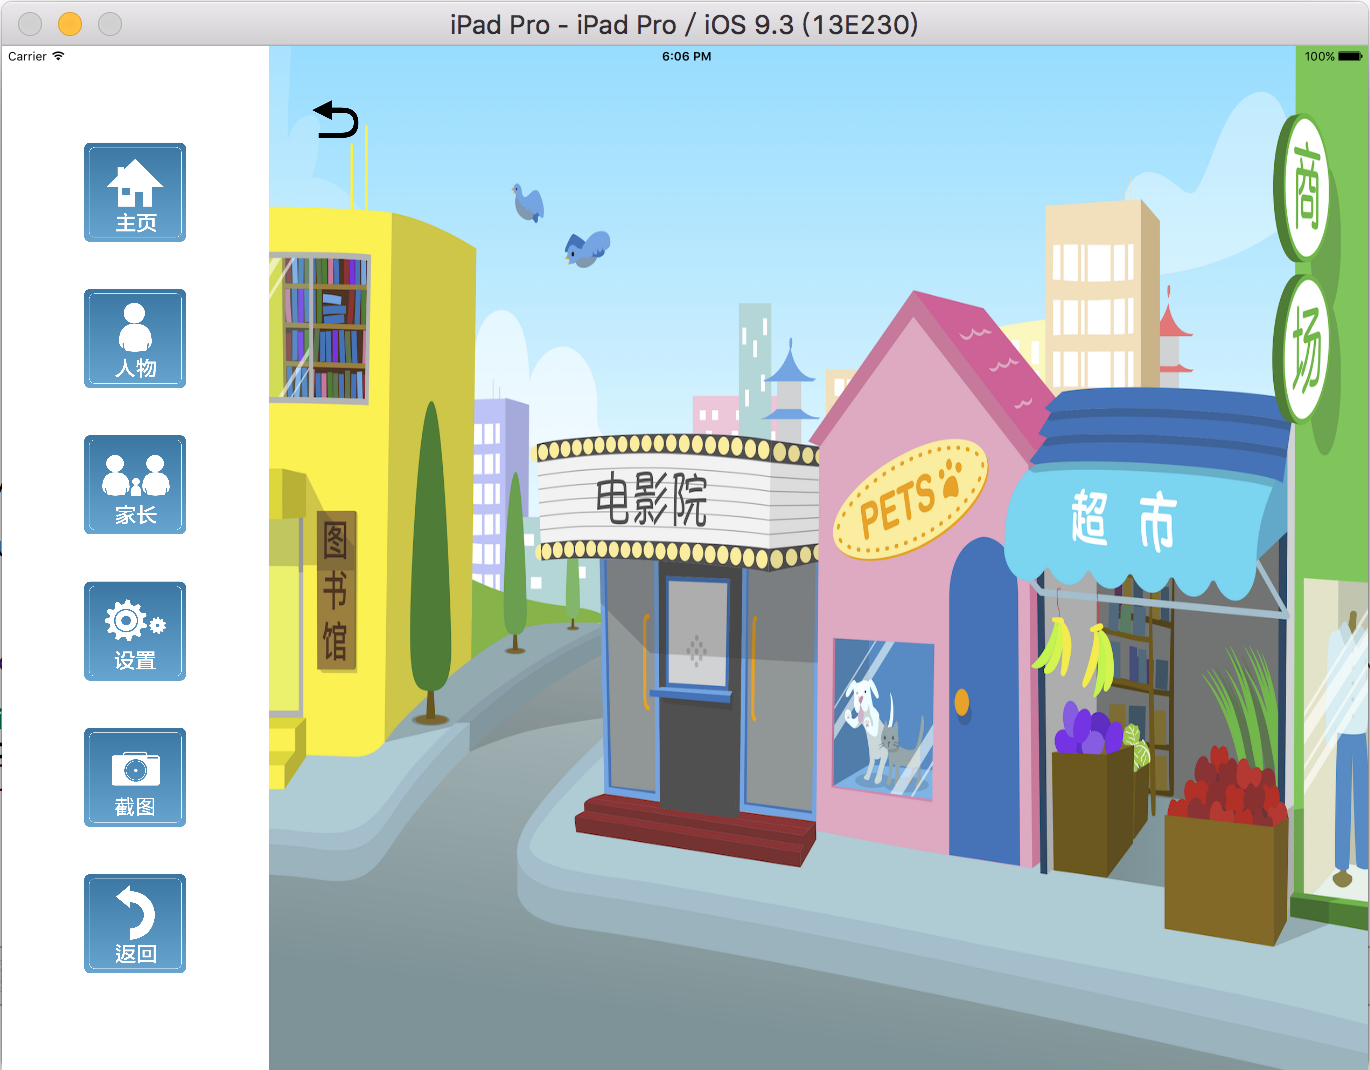 iPad Pro - iPad Pro / iOS 9.3 (13E230)
Carrier
6:06 PM
100%
主页
人物
家长
设置
截图
返回
图书馆
电影院
PETS
超市
商场